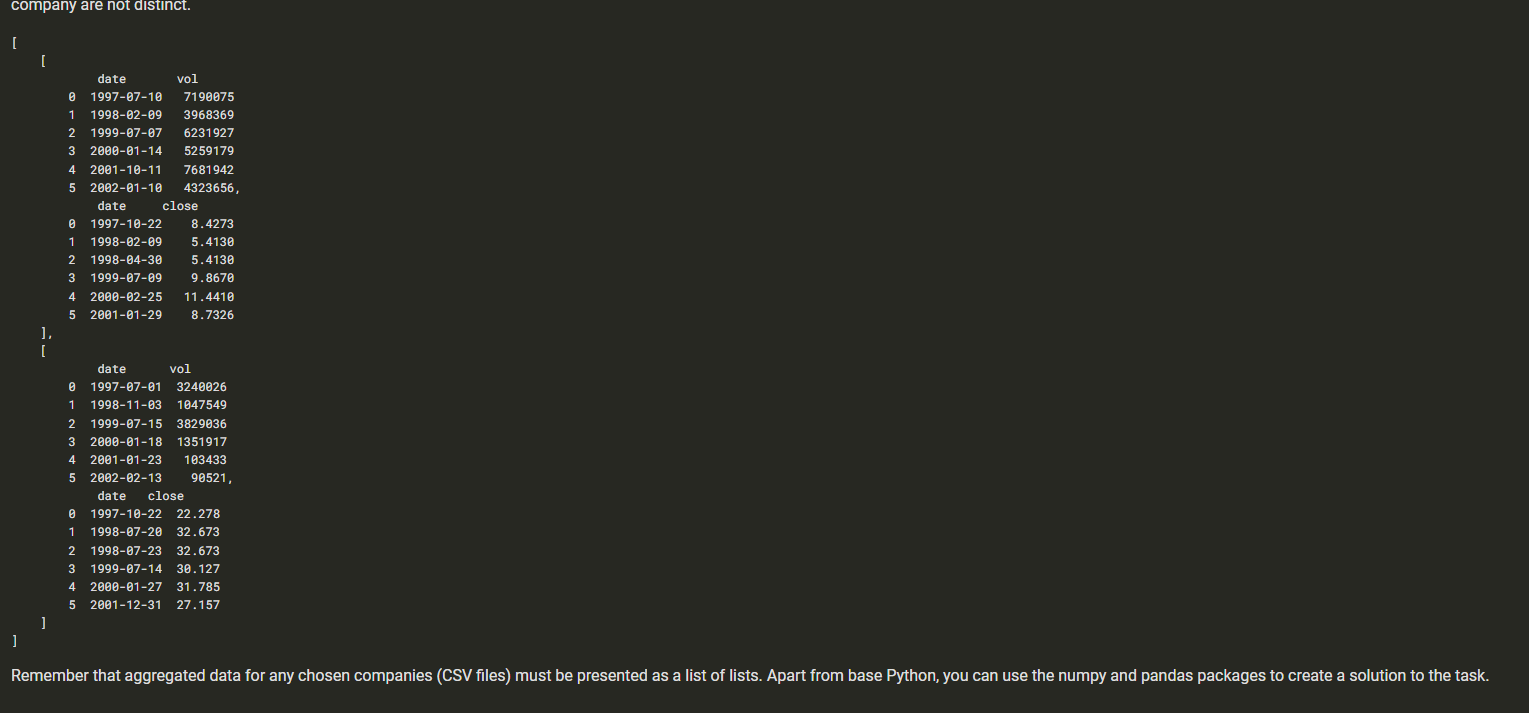 company are not distinct.
[
[
date vol
0 1997-07-10 7190075
1 1998-02-09 3968369
2 1999-07-07 6231927
3 2000-01-14 5259179
4 2001-10-11 7681942
5 2002-01-10 4323656,
date close
0 1997-10-22 8.4273
1 1998-02-09 5.4130
2 1998-04-30 5.4130
3 1999-07-09 9.8670
4 2000-02-25 11.4410
5 2001-01-29 8.7326
],
[
date vol
0 1997-07-01 3240026
1 1998-11-03 1047549
2 1999-07-15 3829036
3 2000-01-18 1351917
4 2001-01-23 103433
5 2002-02-13 90521,
date close
0 1997-10-22 22.278
1 1998-07-20 32.673
2 1998-07-23 32.673
3 1999-07-14 30.127
4 2000-01-27 31.785
5 2001-12-31 27.157
]
]
Remember that aggregated data for any chosen companies (CSV files) must be presented as a list of lists. Apart from base Python, you can use the numpy and pandas packages to create a solution to the task.